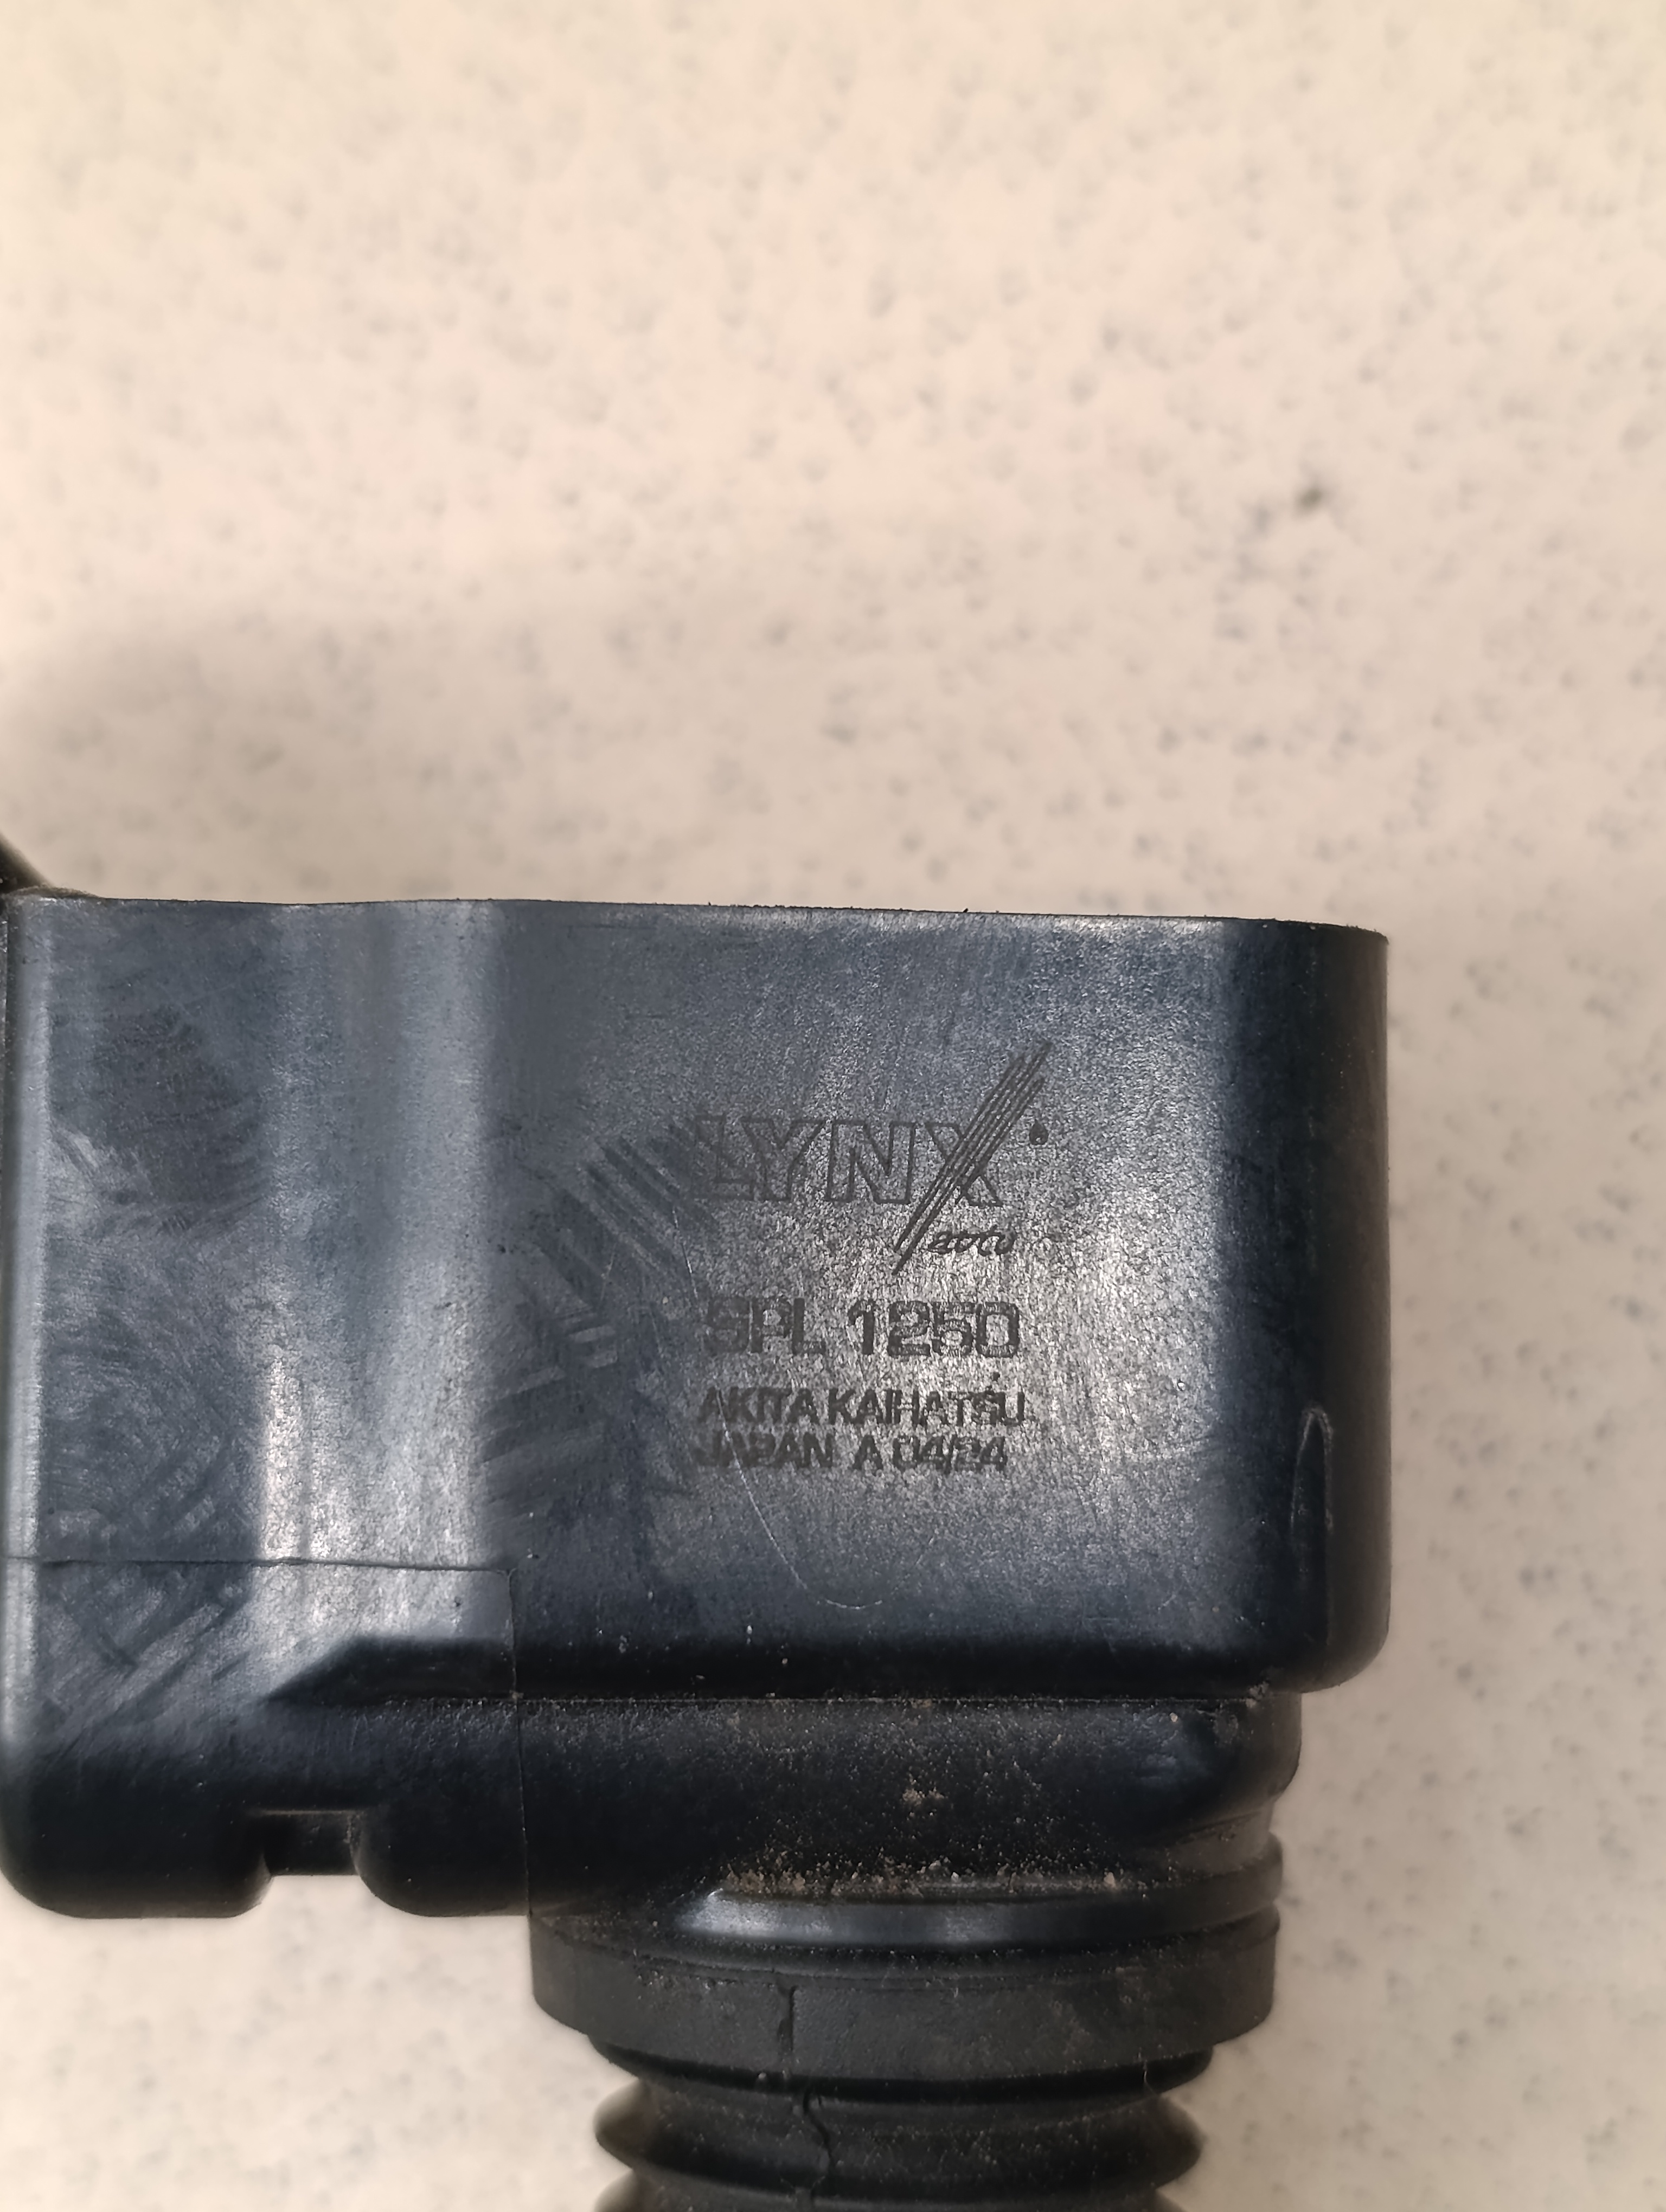 LYNX
auto
SPL 1250
AKITA KAIHATSU
JAPAN A 04/24